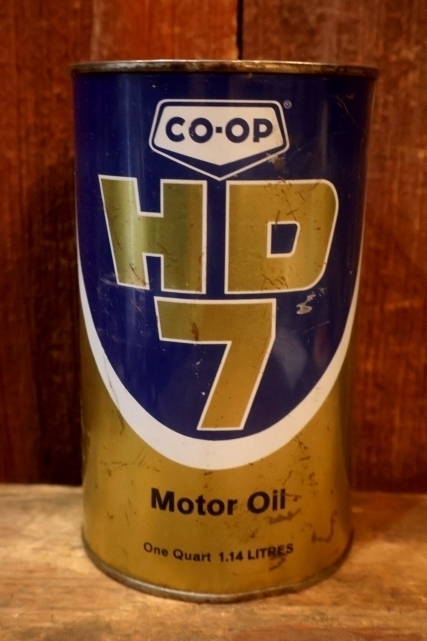 CO-OP®
HD
7
Motor Oil
One Quart 1.14 LITRES